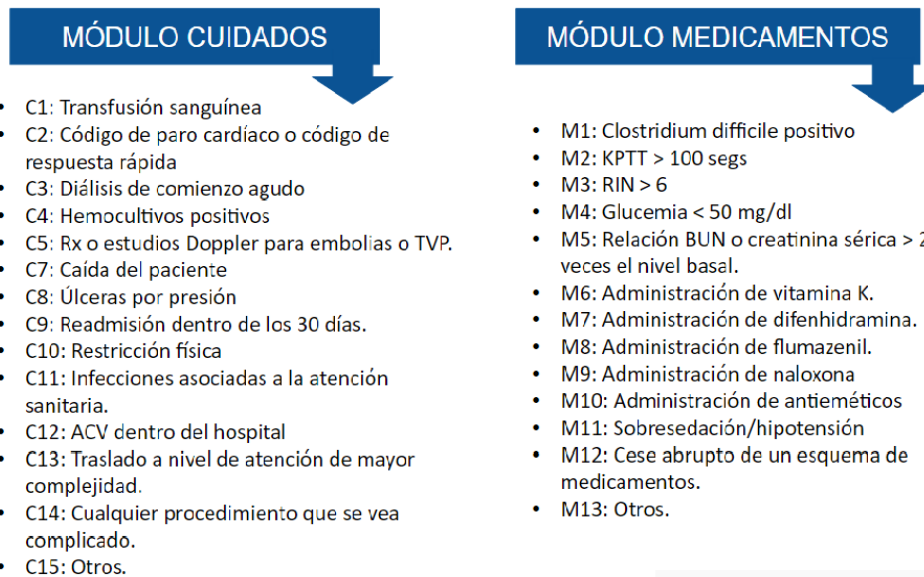 MÓDULO CUIDADOS
• C1: Transfusión sanguínea
• C2: Código de paro cardíaco o código de
respuesta rápida
• C3: Diálisis de comienzo agudo
• C4: Hemocultivos positivos
• C5: Rx o estudios Doppler para embolias o TVP.
• C7: Caída del paciente
• C8: Úlceras por presión
• C9: Readmisión dentro de los 30 días.
• C10: Restricción física
• C11: Infecciones asociadas a la atención
sanitaria.
• C12: ACV dentro del hospital
• C13: Traslado a nivel de atención de mayor
complejidad.
• C14: Cualquier procedimiento que se vea
complicado.
• C15: Otros.
MÓDULO MEDICAMENTOS
• M1: Clostridium difficile positivo
• M2: KPTT > 100 segs
• M3: RIN > 6
• M4: Glucemia < 50 mg/dl
• M5: Relación BUN o creatinina sérica > 2
veces el nivel basal.
• M6: Administración de vitamina K.
• M7: Administración de difenhidramina.
• M8: Administración de flumazenil.
• M9: Administración de naloxona
• M10: Administración de antieméticos
• M11: Sobresedación/hipotensión
• M12: Cese abrupto de un esquema de
medicamentos.
• M13: Otros.